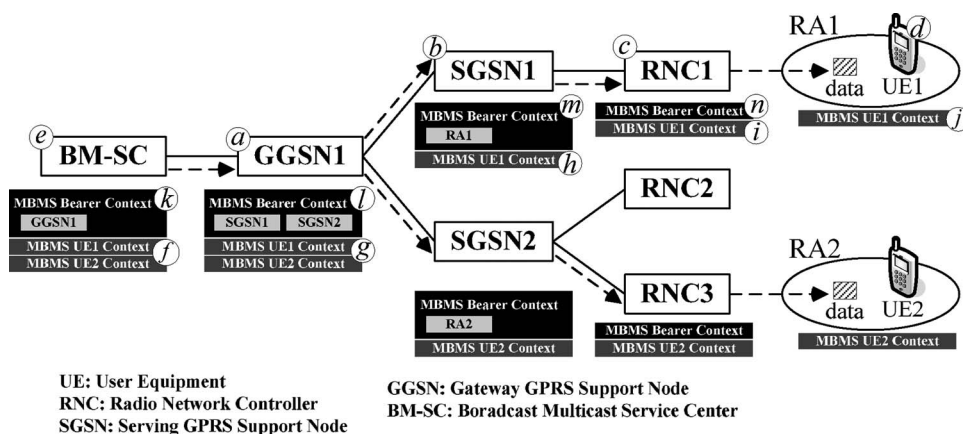 RA1
d
b
c
SGSN1
RNC1
data
UE1
m
n
MBMS Bearer Context
RA1
MBMS UE1 Context
h
MBMS Bearer Context
MBMS UE1 Context
i
MBMS UE1 Context
j
e
a
BM-SC
GGSN1
MBMS Bearer Context
k
GGSN1
MBMS UE1 Context
MBMS UE2 Context
f
MBMS Bearer Context
l
SGSN1
SGSN2
MBMS UE1 Context
MBMS UE2 Context
g
RNC2
SGSN2
RNC3
RA2
data
UE2
MBMS Bearer Context
RA2
MBMS UE2 Context
MBMS Bearer Context
MBMS UE2 Context
MBMS UE2 Context
UE: User Equipment
RNC: Radio Network Controller
SGSN: Serving GPRS Support Node
GGSN: Gateway GPRS Support Node
BM-SC: Boradcast Multicast Service Center